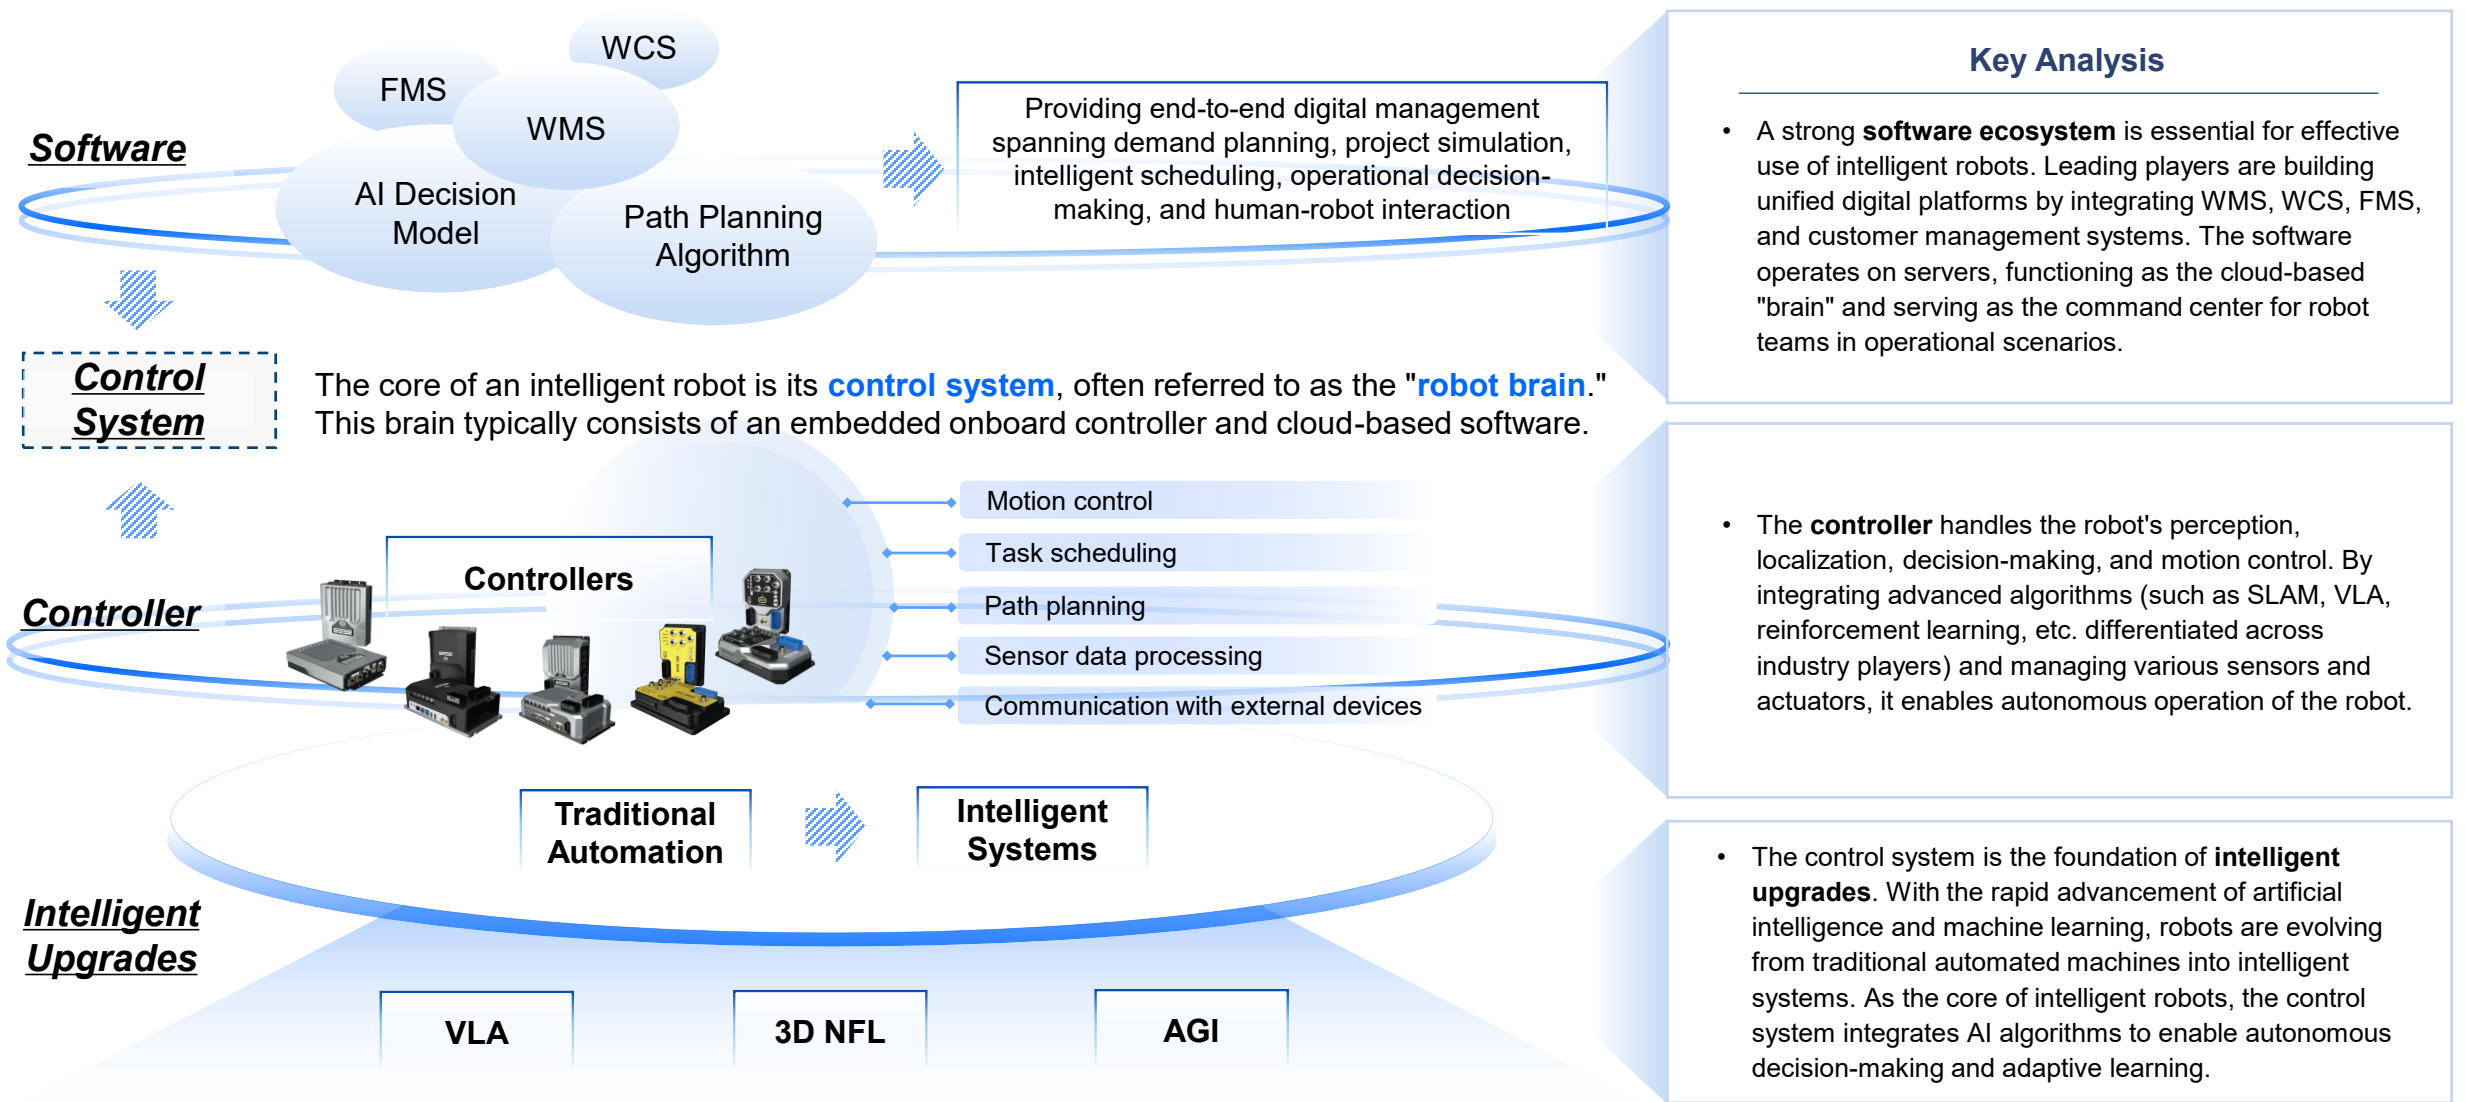 WCS
FMS
WMS
Software
AI Decision
Model
Path Planning
Algorithm
Providing end-to-end digital management
spanning demand planning, project simulation,
intelligent scheduling, operational decision-
making, and human-robot interaction
Control
System
The core of an intelligent robot is its control system, often referred to as the "robot brain."
This brain typically consists of an embedded onboard controller and cloud-based software.
Controller
Controllers
Motion control
Task scheduling
Path planning
Sensor data processing
Communication with external devices
Traditional
Automation
Intelligent
Systems
Intelligent
Upgrades
VLA
3D NFL
AGI
Key Analysis
• A strong software ecosystem is essential for effective
use of intelligent robots. Leading players are building
unified digital platforms by integrating WMS, WCS, FMS,
and customer management systems. The software
operates on servers, functioning as the cloud-based
"brain" and serving as the command center for robot
teams in operational scenarios.
• The controller handles the robot's perception,
localization, decision-making, and motion control. By
integrating advanced algorithms (such as SLAM, VLA,
reinforcement learning, etc. differentiated across
industry players) and managing various sensors and
actuators, it enables autonomous operation of the robot.
• The control system is the foundation of intelligent
upgrades. With the rapid advancement of artificial
intelligence and machine learning, robots are evolving
from traditional automated machines into intelligent
systems. As the core of intelligent robots, the control
system integrates AI algorithms to enable autonomous
decision-making and adaptive learning.